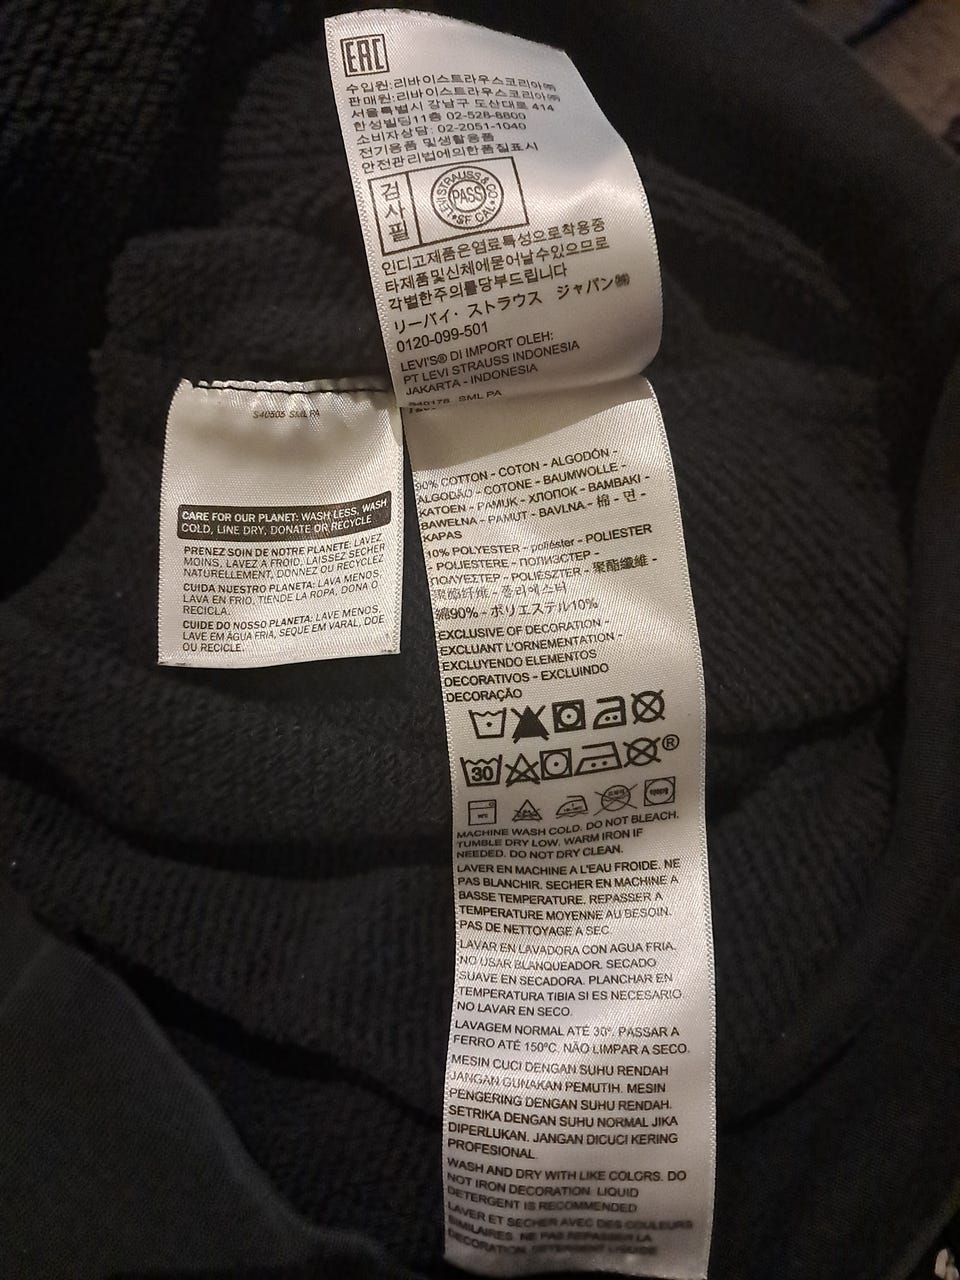 EAC
수입원:리바이스트라우스코리아㈜
판매원:리바이스트라우스코리아㈜
서울특별시 강남구 도산대로 414
한성빌딩11층 02-528-8800
소비자상담: 02-2051-1040
전기용품 및생활용품
안전관리법에의한품질표시
검사필
LEVI STRAUSS & CO
PASS
SF CAL
인디고제품은염료특성으로착용중
타제품및신체에묻어날수있으므로
각별한주의를당부드립니다
リーバイ・ストラウス ジャパン㈱
0120-099-501
LEVI'S® DI IMPORT OLEH:
PT LEVI STRAUSS INDONESIA
JAKARTA - INDONESIA
S40178 SML PA
S40505 SML PA
CARE FOR OUR PLANET: WASH LESS, WASH
COLD, LINE DRY, DONATE OR RECYCLE
PRENEZ SOIN DE NOTRE PLANETE: LAVEZ
MOINS, LAVEZ A FROID, LAISSEZ SECHER
NATURELLEMENT, DONNEZ OU RECYCLEZ
CUIDA NUESTRO PLANETA: LAVA MENOS,
LAVA EN FRIO, TIENDE LA ROPA, DONA O
RECICLA.
CUIDE DO NOSSO PLANETA: LAVE MENOS,
LAVE EM ÁGUA FRIA, SEQUE EM VARAL, DOE
OU RECICLE.
0% COTTON - COTON - ALGODÓN -
ALGODÃO - COTONE - BAUMWOLLE -
KATOEN - PAMUK - ХЛОПОК - BAMBAKI -
BAWEŁNA - PAMUT - BAVLNA - 棉 - 면 -
KAPAS
10% POLYESTER - poliéster - POLIESTER
- POLIESTERE - ПОЛИЭСТЕР -
ΠΟΛΥΕΣΤΕΡ - POLIÉSZTER - 聚酯纖維 -
聚酯纤维 - 폴리에스터
綿90% - ポリエステル10%
EXCLUSIVE OF DECORATION -
EXCLUANT L'ORNEMENTATION -
EXCLUYENDO ELEMENTOS
DECORATIVOS - EXCLUINDO
DECORAÇÃO
30 ®
MACHINE WASH COLD. DO NOT BLEACH.
TUMBLE DRY LOW. WARM IRON IF
NEEDED. DO NOT DRY CLEAN.
LAVER EN MACHINE A L'EAU FROIDE. NE
PAS BLANCHIR. SECHER EN MACHINE A
BASSE TEMPERATURE. REPASSER A
TEMPERATURE MOYENNE AU BESOIN.
PAS DE NETTOYAGE A SEC
LAVAR EN LAVADORA CON AGUA FRIA.
NO USAR BLANQUEADOR. SECADO
SUAVE EN SECADORA. PLANCHAR EN
TEMPERATURA TIBIA SI ES NECESARIO.
NO LAVAR EN SECO.
LAVAGEM NORMAL ATÉ 30º. PASSAR A
FERRO ATÉ 150ºC. NÃO LIMPAR A SECO.
MESIN CUCI DENGAN SUHU RENDAH
JANGAN GUNAKAN PEMUTIH. MESIN
PENGERING DENGAN SUHU RENDAH.
SETRIKA DENGAN SUHU NORMAL JIKA
DIPERLUKAN. JANGAN DICUCI KERING
PROFESIONAL
WASH AND DRY WITH LIKE COLORS. DO
NOT IRON DECORATION. LIQUID
DETERGENT IS RECOMMENDED
LAVER ET SECHER AVEC DES COULEURS
SIMILAIRES. NE PAS REPASSER LA
DECORATION. DETERGENT LIQUIDE